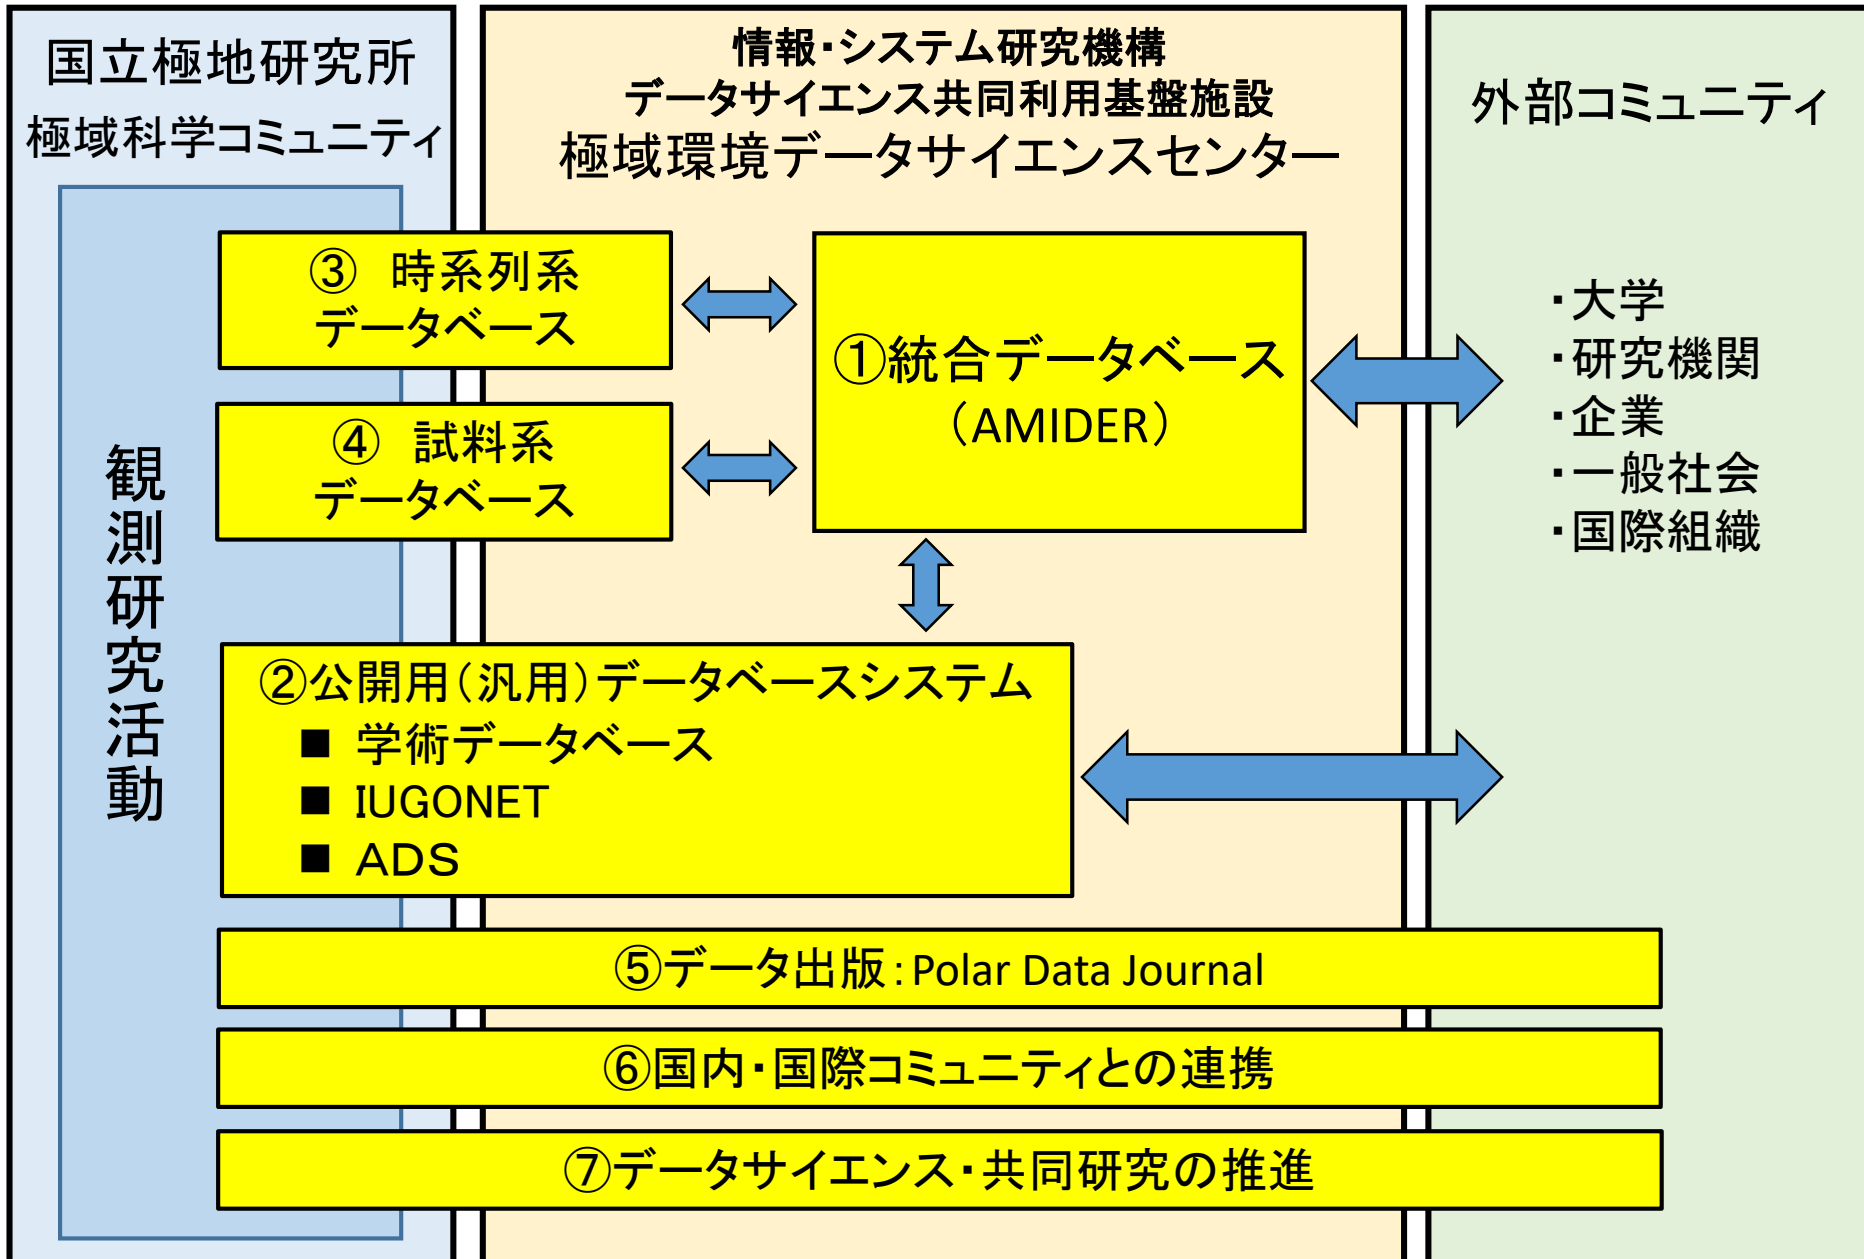 国立極地研究所
極域科学コミュニティ
情報・システム研究機構
データサイエンス共同利用基盤施設
極域環境データサイエンスセンター
外部コミュニティ
観測研究活動
③　時系列系
データベース
④　試料系
データベース
①統合データベース
（AMIDER）
・大学
・研究機関
・企業
・一般社会
・国際組織
②公開用（汎用）データベースシステム
■ 学術データベース
■ IUGONET
■ ADS
⑤データ出版：Polar Data Journal
⑥国内・国際コミュニティとの連携
⑦データサイエンス・共同研究の推進